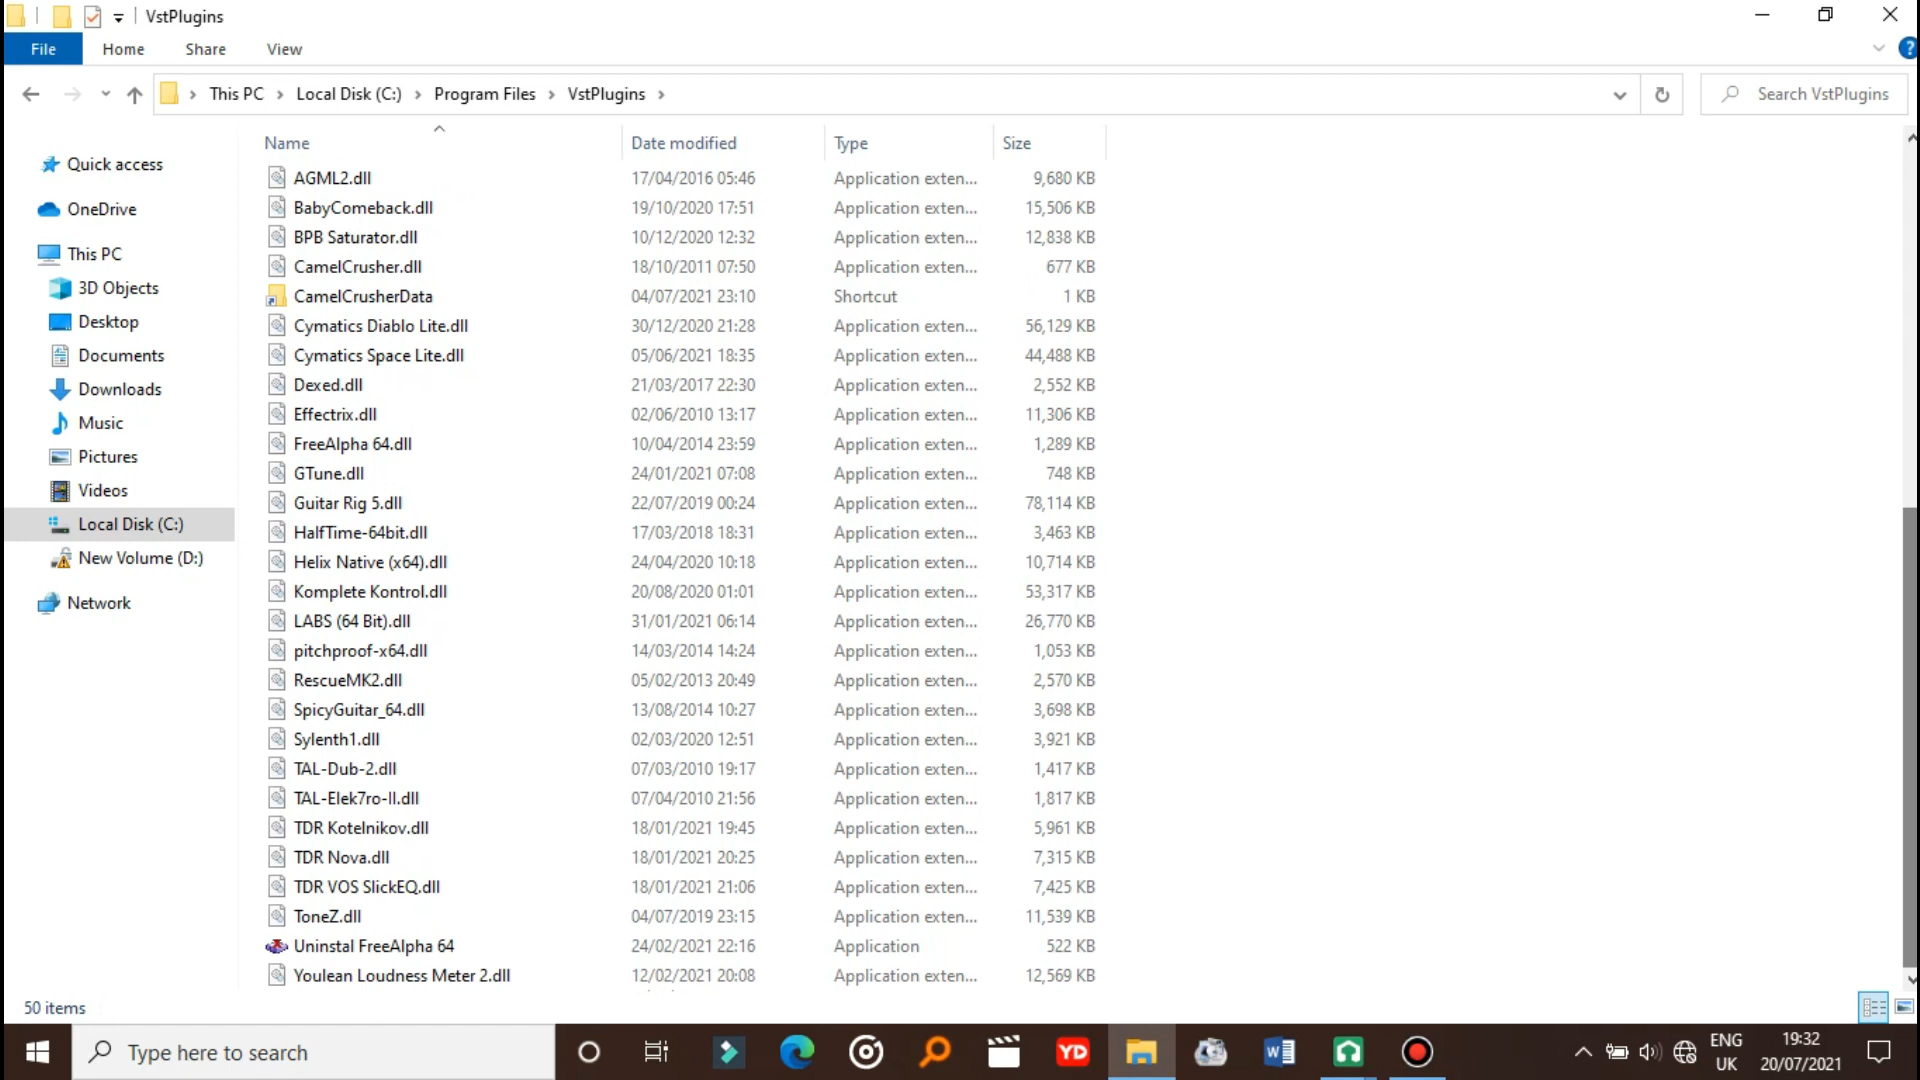 VstPlugins
File Home Share View
This PC Local Disk (C:) Program Files VstPlugins
Search VstPlugins
Quick access
OneDrive
This PC
3D Objects
Desktop
Documents
Downloads
Music
Pictures
Videos
Local Disk (C:)
New Volume (D:)
Network
Name Date modified Type Size
AGML2.dll 17/04/2016 05:46 Application exten... 9,680 KB
BabyComeback.dll 19/10/2020 17:51 Application exten... 15,506 KB
BPB Saturator.dll 10/12/2020 12:32 Application exten... 12,838 KB
CamelCrusher.dll 18/10/2011 07:50 Application exten... 677 KB
CamelCrusherData 04/07/2021 23:10 Shortcut 1 KB
Cymatics Diablo Lite.dll 30/12/2020 21:28 Application exten... 56,129 KB
Cymatics Space Lite.dll 05/06/2021 18:35 Application exten... 44,488 KB
Dexed.dll 21/03/2017 22:30 Application exten... 2,552 KB
Effectrix.dll 02/06/2010 13:17 Application exten... 11,306 KB
FreeAlpha 64.dll 10/04/2014 23:59 Application exten... 1,289 KB
GTune.dll 24/01/2021 07:08 Application exten... 748 KB
Guitar Rig 5.dll 22/07/2019 00:24 Application exten... 78,114 KB
HalfTime-64bit.dll 17/03/2018 18:31 Application exten... 3,463 KB
Helix Native (x64).dll 24/04/2020 10:18 Application exten... 10,714 KB
Komplete Kontrol.dll 20/08/2020 01:01 Application exten... 53,317 KB
LABS (64 Bit).dll 31/01/2021 06:14 Application exten... 26,770 KB
pitchproof-x64.dll 14/03/2014 14:24 Application exten... 1,053 KB
RescueMK2.dll 05/02/2013 20:49 Application exten... 2,570 KB
SpicyGuitar_64.dll 13/08/2014 10:27 Application exten... 3,698 KB
Sylenth1.dll 02/03/2020 12:51 Application exten... 3,921 KB
TAL-Dub-2.dll 07/03/2010 19:17 Application exten... 1,417 KB
TAL-Elek7ro-II.dll 07/04/2010 21:56 Application exten... 1,817 KB
TDR Kotelnikov.dll 18/01/2021 19:45 Application exten... 5,961 KB
TDR Nova.dll 18/01/2021 20:25 Application exten... 7,315 KB
TDR VOS SlickEQ.dll 18/01/2021 21:06 Application exten... 7,425 KB
ToneZ.dll 04/07/2019 23:15 Application exten... 11,539 KB
Uninstal FreeAlpha 64 24/02/2021 22:16 Application 522 KB
Youlean Loudness Meter 2.dll 12/02/2021 20:08 Application exten... 12,569 KB
50 items
Type here to search
YD
ENG
UK
19:32
20/07/2021